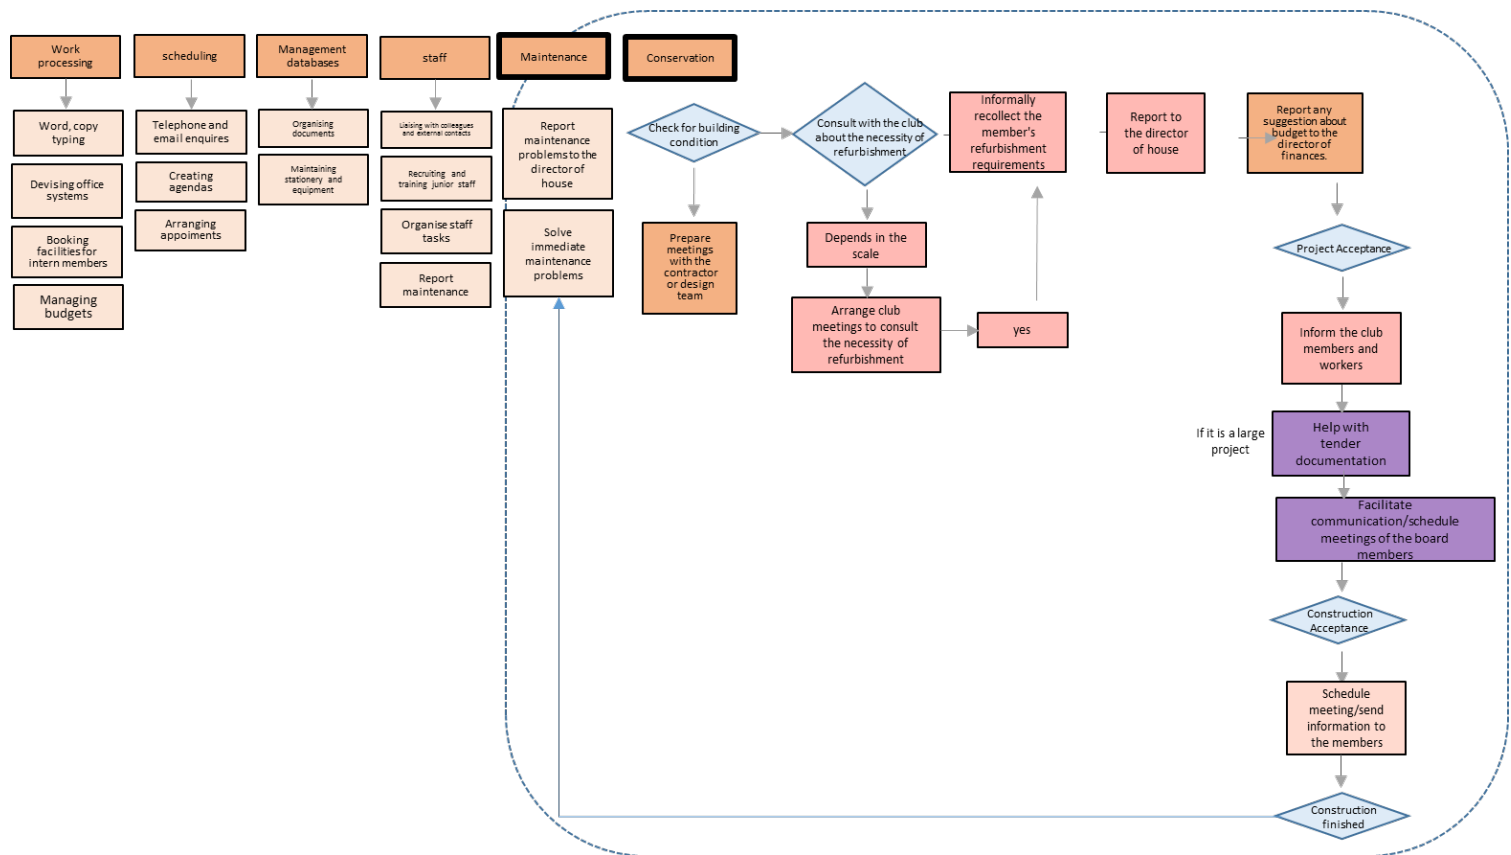 Work
processing
scheduling
Management
databases
staff
Maintenance
Conservation
Word, copy
typing
Devising office
systems
Booking
facilities for
intern members
Managing
budgets
Telephone and
email enquires
Creating
agendas
Arranging
appoiments
Organising
documents
Maintaining
stationery and
equipment
Liaising with colleagues
and external contacts
Recruiting and
training junior staff
Organise staff
tasks
Report
maintenance
Report
maintenance
problems to the
director of
house
Solve
immediate
maintenance
problems
Check for building
condition
Prepare
meetings
with the
contractor
or design
team
Consult with the club
about the necesity of
refurbishment
Depends in the
scale
Arrange club
meetings to consult
the necessity of
refurbishment
yes
Informally
recollect the
member's
refurbishment
requirements
Report to
the director
of house
Report any
suggestion about
budget to the
director of
finances.
Project Acceptance
Inform the club
members and
workers
If it is a large
project
Help with
tender
documentation
Facilitate
communication/schedule
meetings of the board
members
Construction
Acceptance
Schedule
meeting/send
information to
the members
Construction
finished